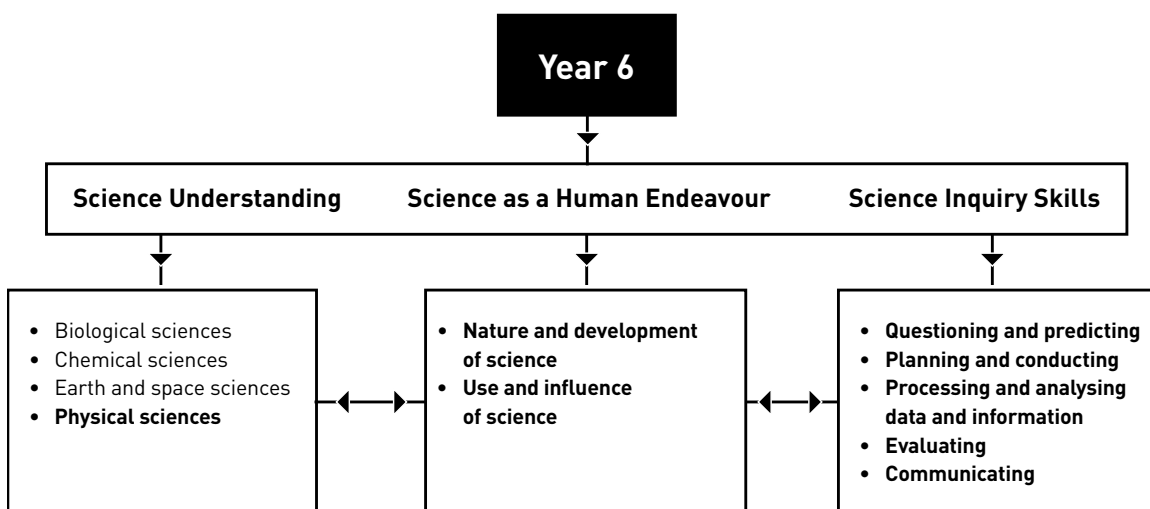 Year 6
Science Understanding
Science as a Human Endeavour
Science Inquiry Skills
• Biological sciences
• Chemical sciences
• Earth and space sciences
• Physical sciences
• Nature and development
of science
• Use and influence
of science
• Questioning and predicting
• Planning and conducting
• Processing and analysing
data and information
• Evaluating
• Communicating